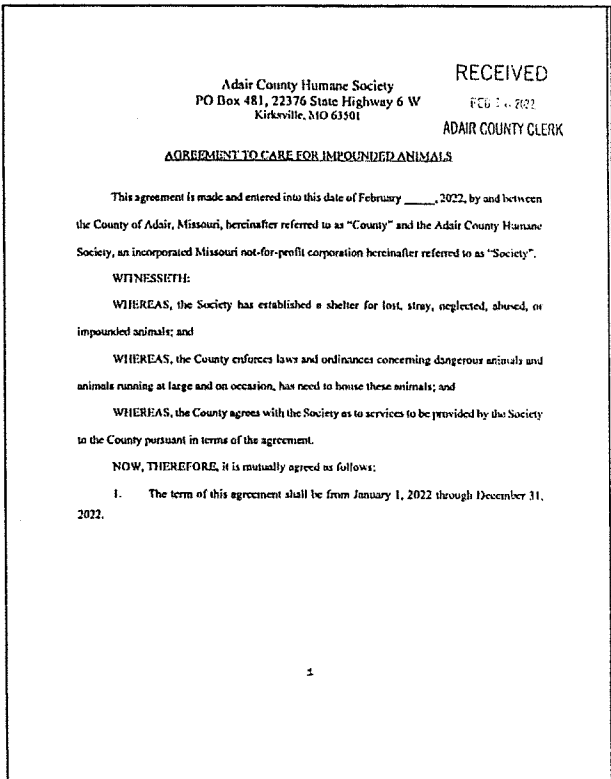 RECEIVED
FEB 2022
ADAIR COUNTY CLERK
Adair County Humane Society
PO Box 481, 22376 State Highway 6 W
Kirksville, MO 63501
AGREEMENT TO CARE FOR IMPOUNDED ANIMALS
This agreement is made and entered into this date of February _____, 2022, by and between
the County of Adair, Missouri, hereinafter referred to as “County” and the Adair County Humane
Society, an incorporated Missouri not-for-profit corporation hereinafter referred to as “Society”.
WITNESSETH:
WHEREAS, the Society has established a shelter for lost, stray, neglected, abused, or
impounded animals; and
WHEREAS, the County enforces laws and ordinances concerning dangerous animals and
animals running at large and on occasion, has need to house these animals; and
WHEREAS, the County agrees with the Society as to services to be provided by the Society
to the County pursuant in terms of the agreement.
NOW, THEREFORE, it is mutually agreed as follows:
1. The term of this agreement shall be from January 1, 2022 through December 31,
2022.
1